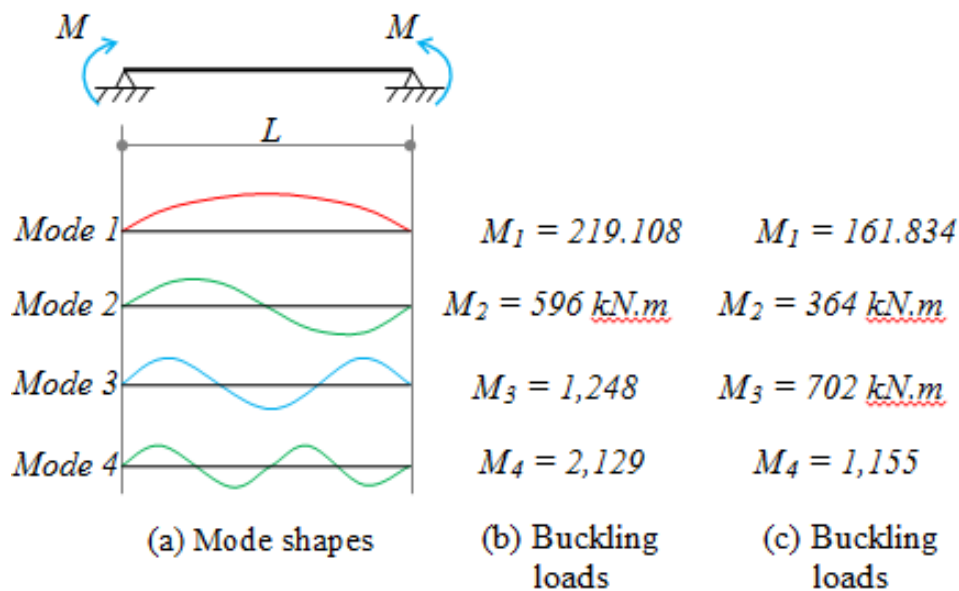 M M
L
Mode 1 M1 = 219.108 M1 = 161.834
Mode 2 M2 = 596 kN.m M2 = 364 kN.m
Mode 3 M3 = 1,248 M3 = 702 kN.m
Mode 4 M4 = 2,129 M4 = 1,155
(a) Mode shapes (b) Buckling (c) Buckling
loads loads